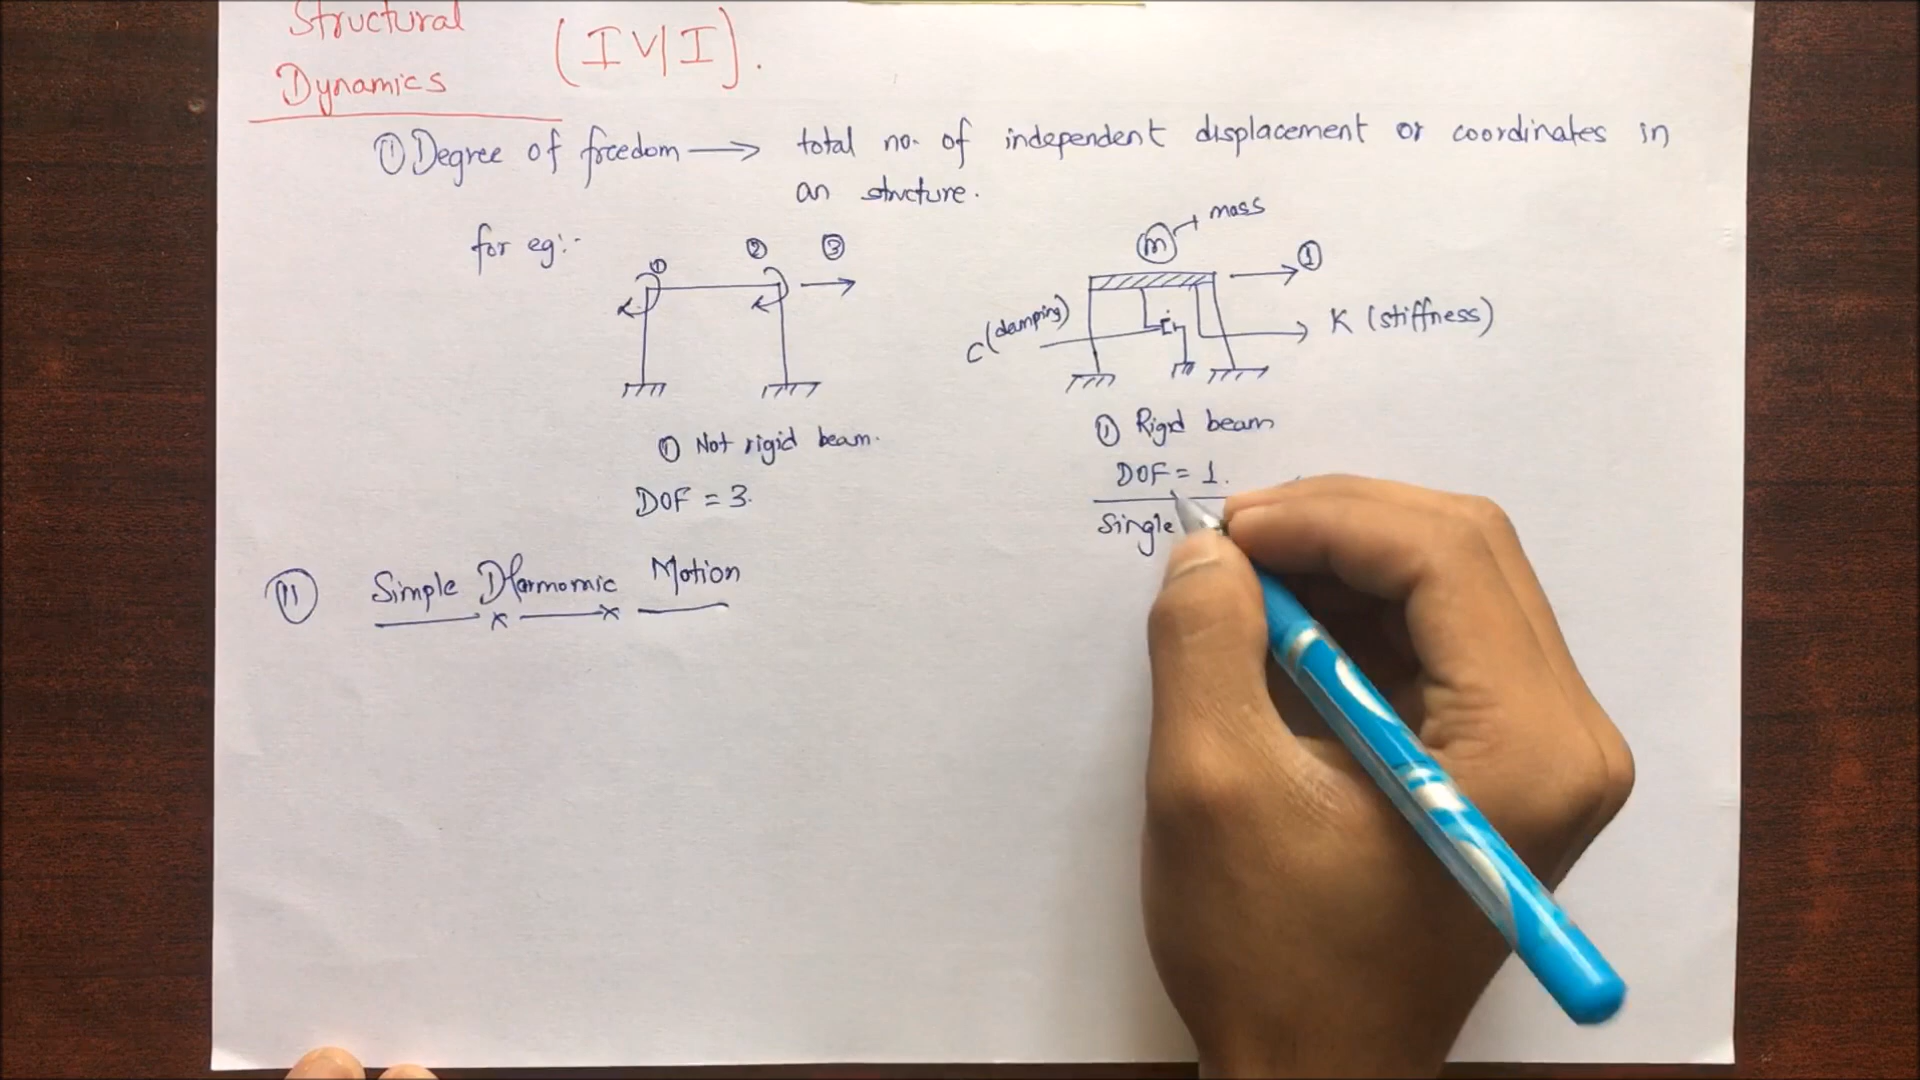 Structural
Dynamics
(IV/I).
① Degree of freedom → total no. of independent displacement or coordinates in
an structure.
for eg:-
① ② ③
m → mass
①
C (damping)
K (stiffness)
① Not rigid beam.
DOF = 3.
① Rigid beam
DOF = 1.
Single
⑪ Simple Harmomic Motion